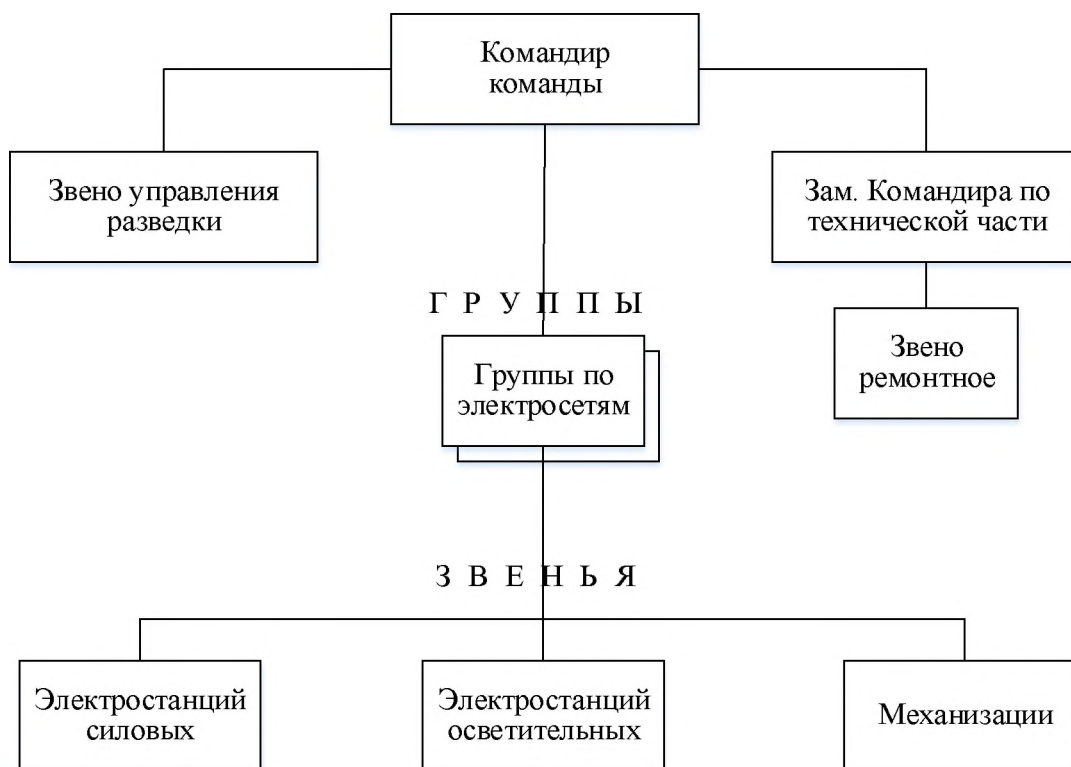 Командир
команды
Звено управления
разведки
Зам. Командира по
технической части
Г Р У П П Ы
Группы по
электросетям
Звено
ремонтное
З В Е Н Ь Я
Электростанций
силовых
Электростанций
осветительных
Механизации